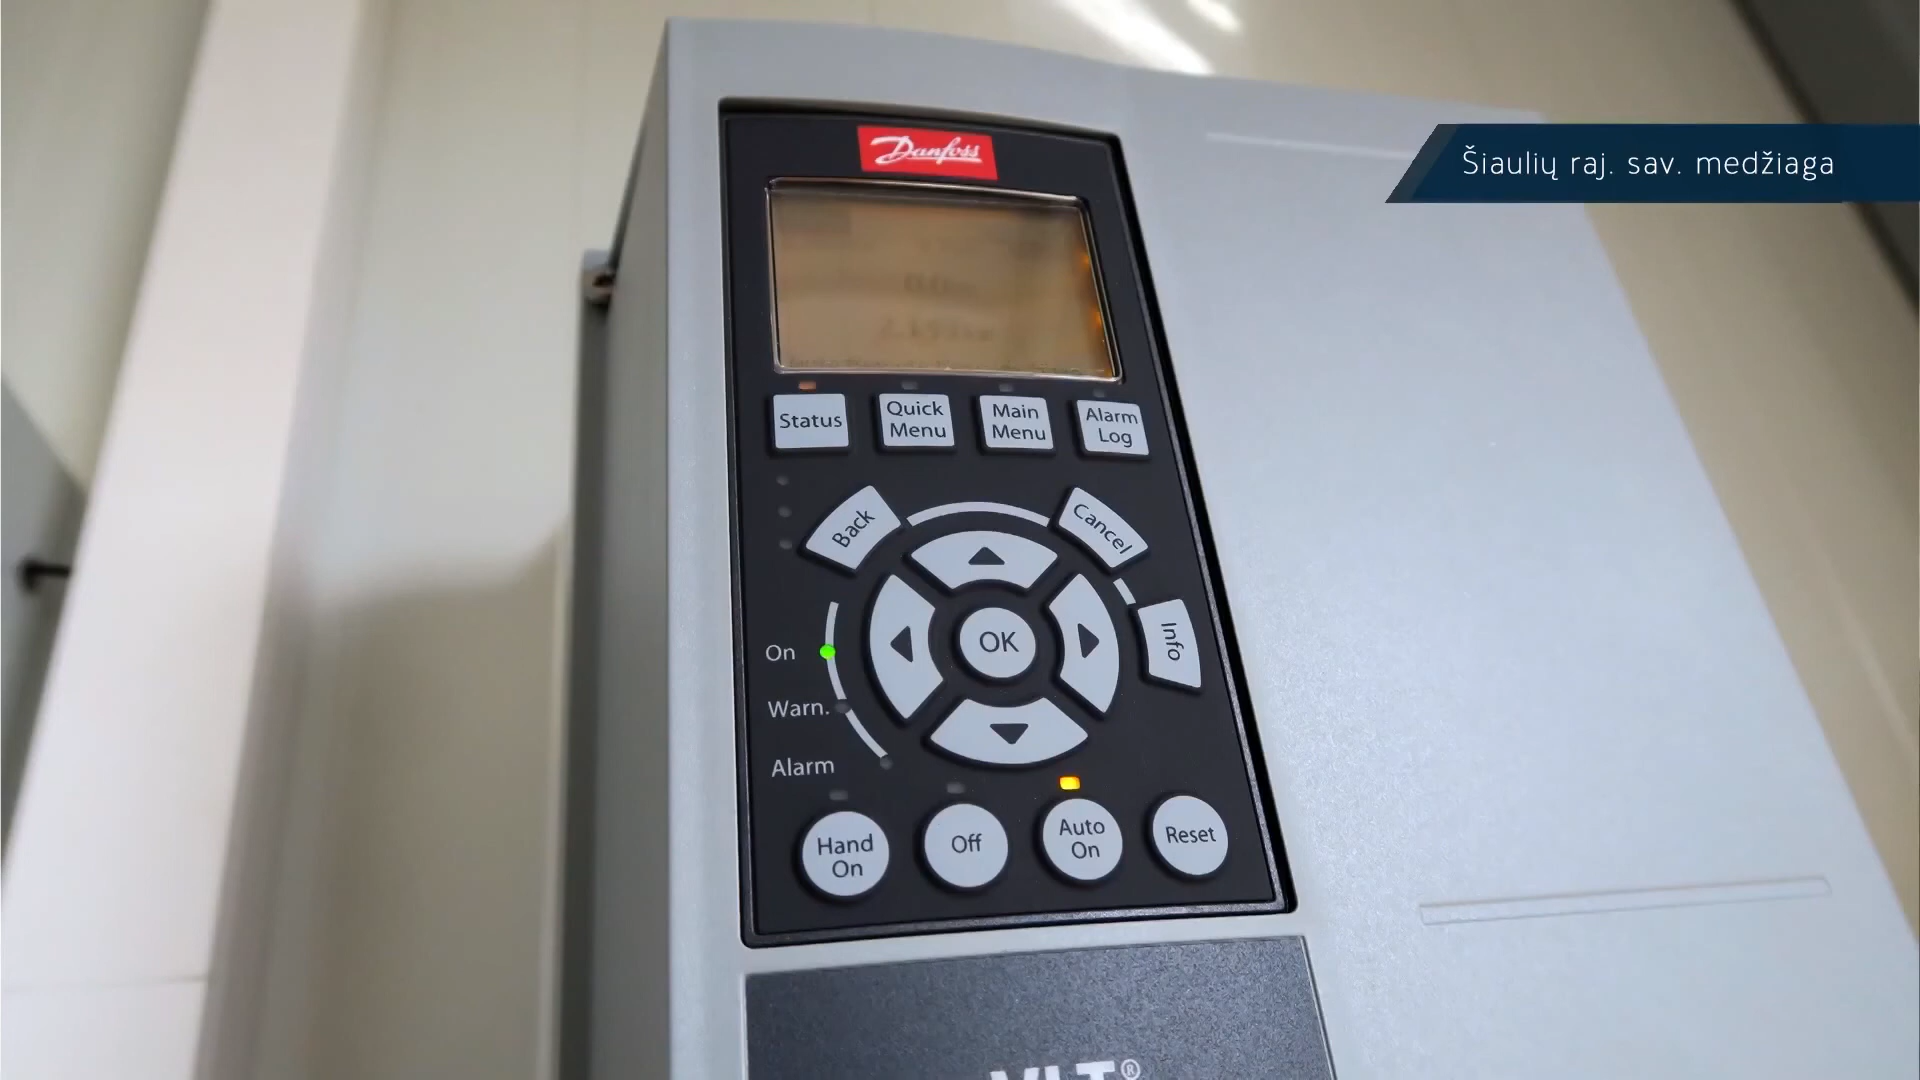 Danfoss
Šiaulių raj. sav. medžiaga
Status
Quick
Menu
Main
Menu
Alarm
Log
Back
Cancel
Info
OK
On
Warn.
Alarm
Hand
On
Off
Auto
On
Reset
VLT®